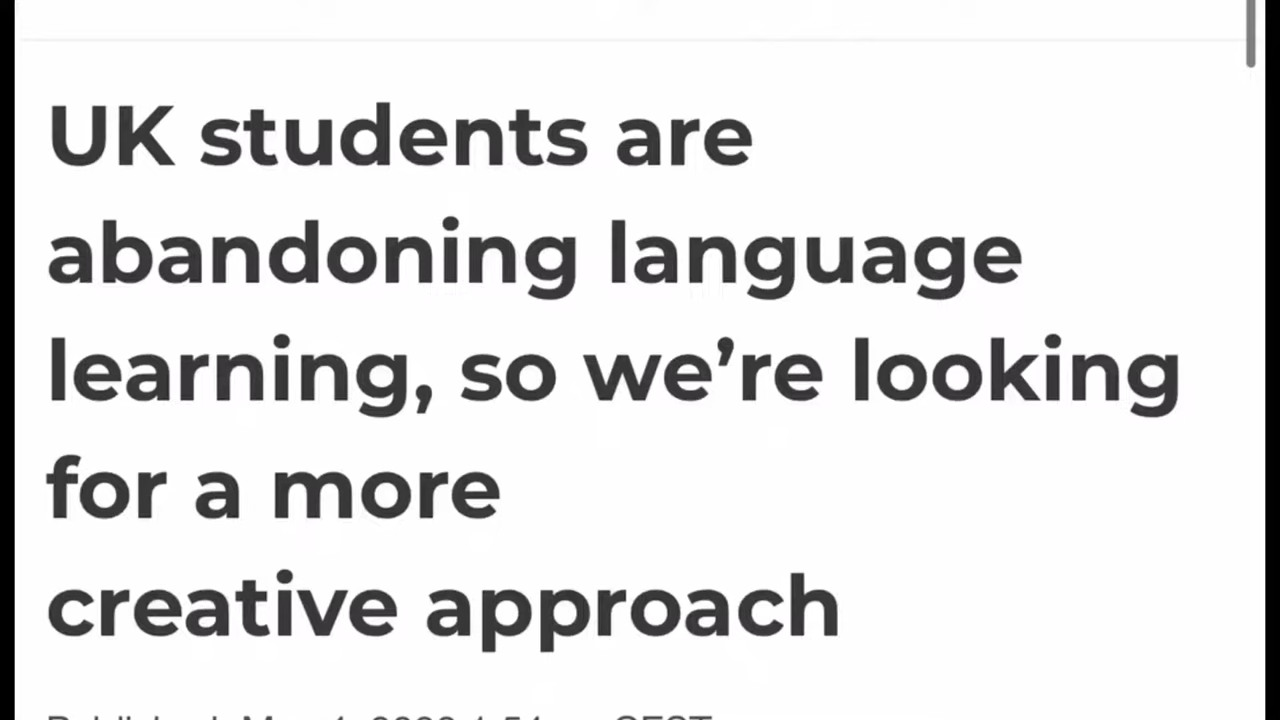 UK students are
abandoning language
learning, so we’re looking
for a more
creative approach